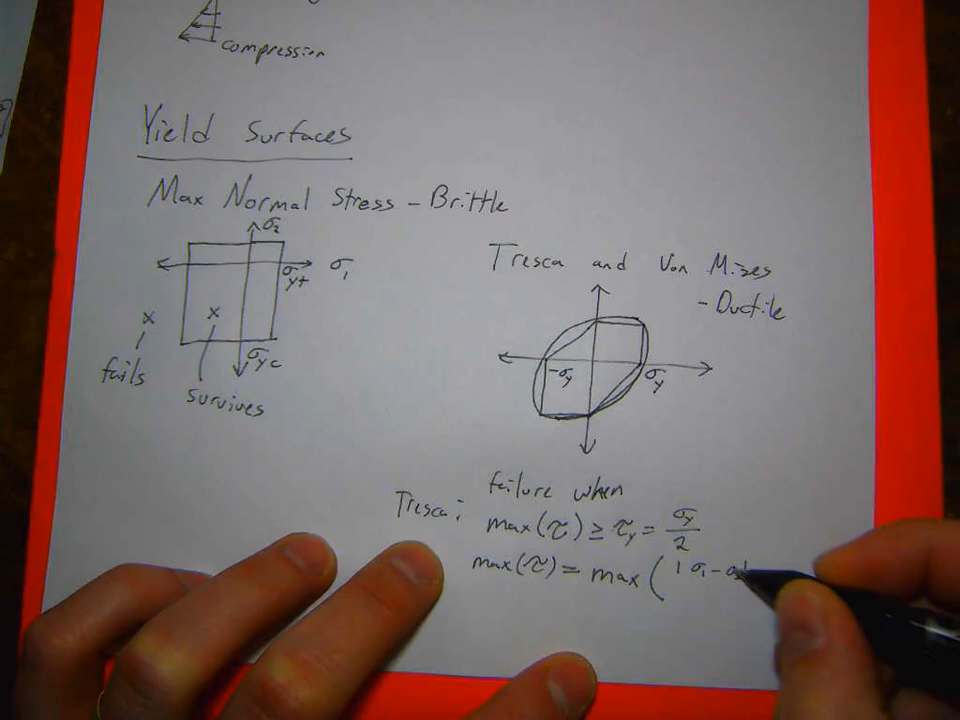 compression
Yield Surfaces
Max Normal Stress - Brittle
σ2
σyt
σ1
x
x
fails
σyc
survives
Tresca and Von Mises
- Ductile
-σy
σy
Tresca:
failure when
max(τ) ≥ τy = σy/2
max(τ) = max( |σ1 - σ